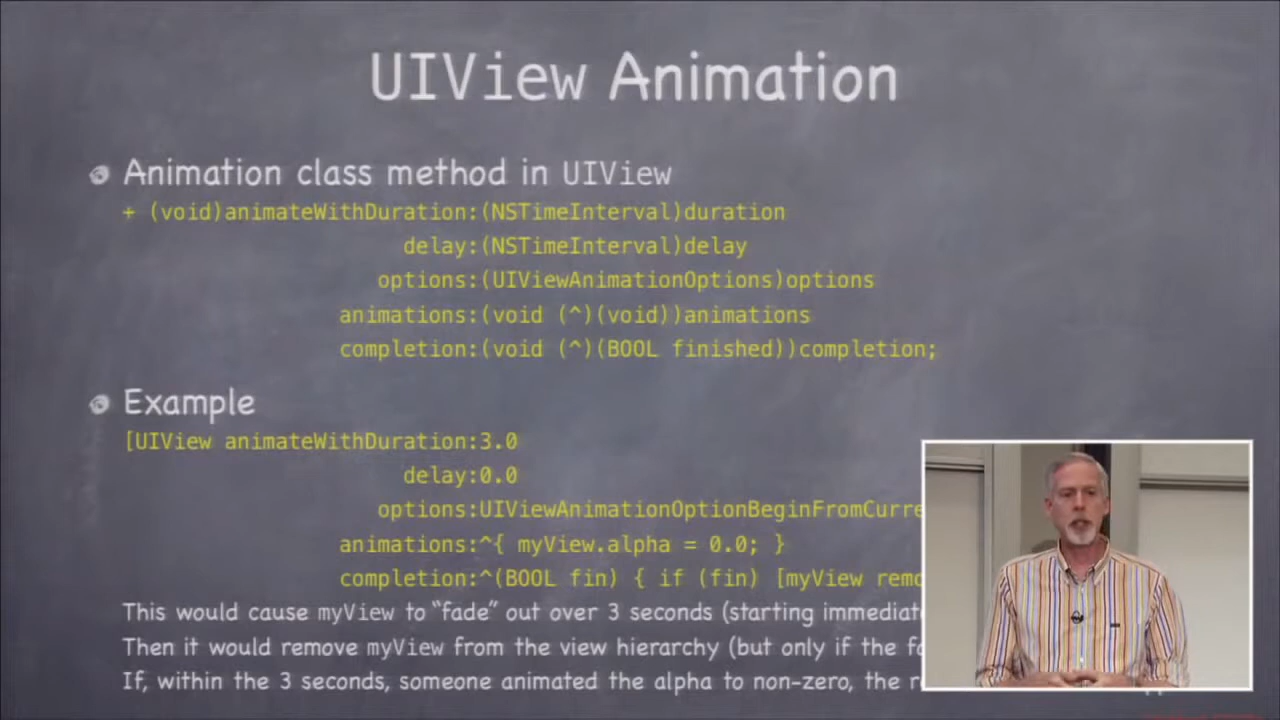 UIView Animation
Animation class method in UIView
+ (void)animateWithDuration:(NSTimeInterval)duration
delay:(NSTimeInterval)delay
options:(UIViewAnimationOptions)options
animations:(void (^)(void))animations
completion:(void (^)(BOOL finished))completion;
Example
[UIView animateWithDuration:3.0
delay:0.0
options:UIViewAnimationOptionBeginFromCurre
animations:^{ myView.alpha = 0.0; }
completion:^(BOOL fin) { if (fin) [myView remo
This would cause myView to “fade” out over 3 seconds (starting immediat
Then it would remove myView from the view hierarchy (but only if the fa
If, within the 3 seconds, someone animated the alpha to non-zero, the r